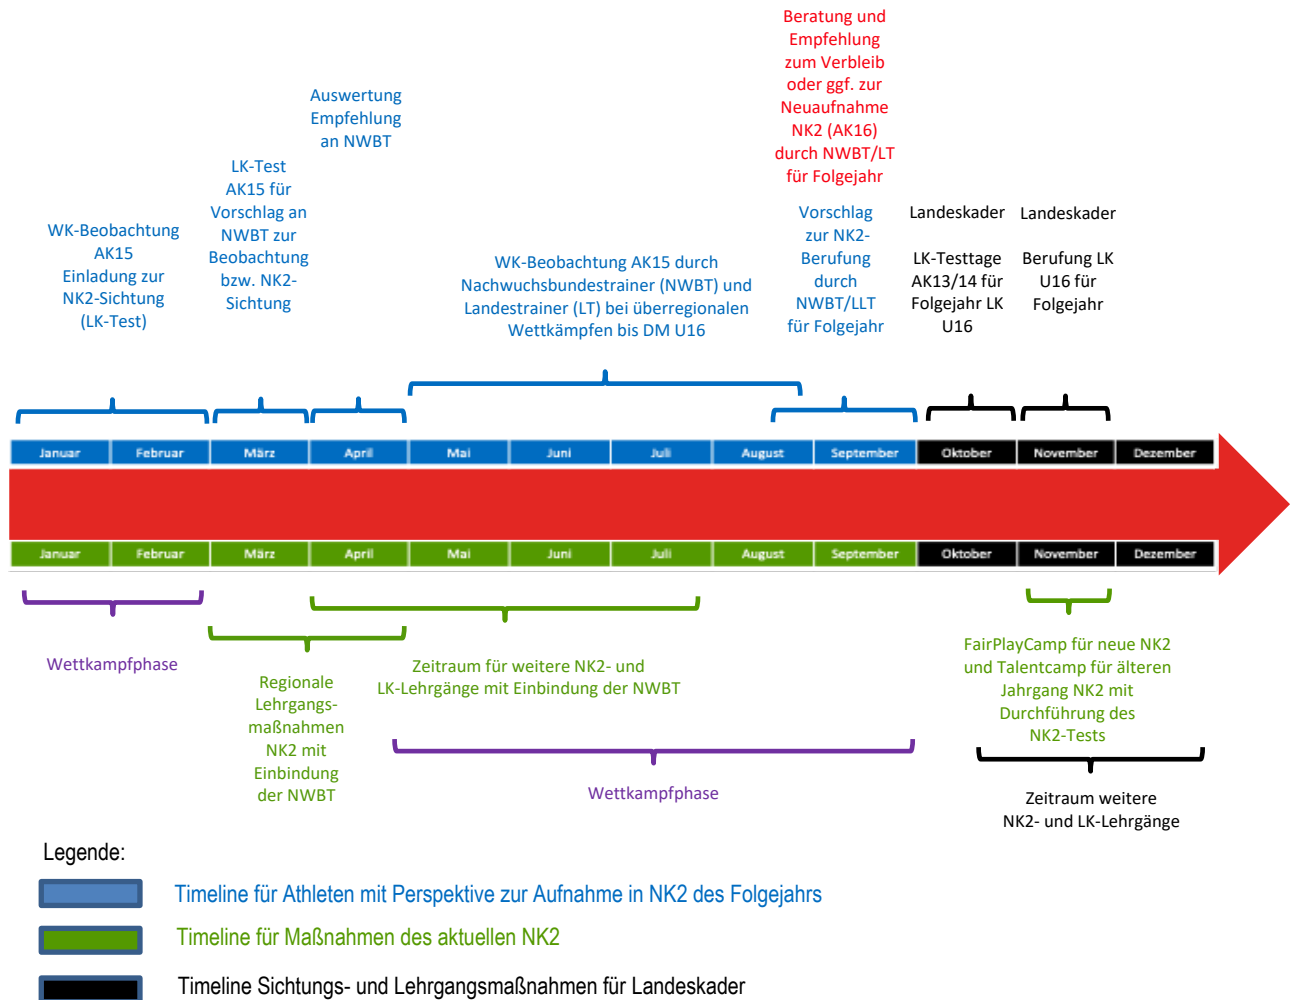 Beratung und
Empfehlung
zum Verbleib
oder ggf. zur
Neuaufnahme
NK2 (AK16)
durch NWBT/LT
für Folgejahr
Auswertung
Empfehlung
an NWBT
LK-Test
AK15 für
Vorschlag an
NWBT zur
Beobachtung
bzw. NK2-
Sichtung
WK-Beobachtung
AK15
Einladung zur
NK2-Sichtung
(LK-Test)
WK-Beobachtung AK15 durch
Nachwuchsbundestrainer (NWBT) und
Landestrainer (LT) bei überregionalen
Wettkämpfen bis DM U16
Vorschlag
zur NK2-
Berufung
durch
NWBT/LLT
für Folgejahr
Landeskader
LK-Testtage
AK13/14 für
Folgejahr LK
U16
Landeskader
Berufung LK
U16 für
Folgejahr
Januar Februar März April Mai Juni Juli August September Oktober November Dezember
Januar Februar März April Mai Juni Juli August September Oktober November Dezember
Wettkampfphase
Regionale
Lehrgangs-
maßnahmen
NK2 mit
Einbindung
der NWBT
Zeitraum für weitere NK2- und
LK-Lehrgänge mit Einbindung der NWBT
Wettkampfphase
FairPlayCamp für neue NK2
und Talentcamp für älteren
Jahrgang NK2 mit
Durchführung des
NK2-Tests
Zeitraum weitere
NK2- und LK-Lehrgänge
Legende:
Timeline für Athleten mit Perspektive zur Aufnahme in NK2 des Folgejahrs
Timeline für Maßnahmen des aktuellen NK2
Timeline Sichtungs- und Lehrgangsmaßnahmen für Landeskader